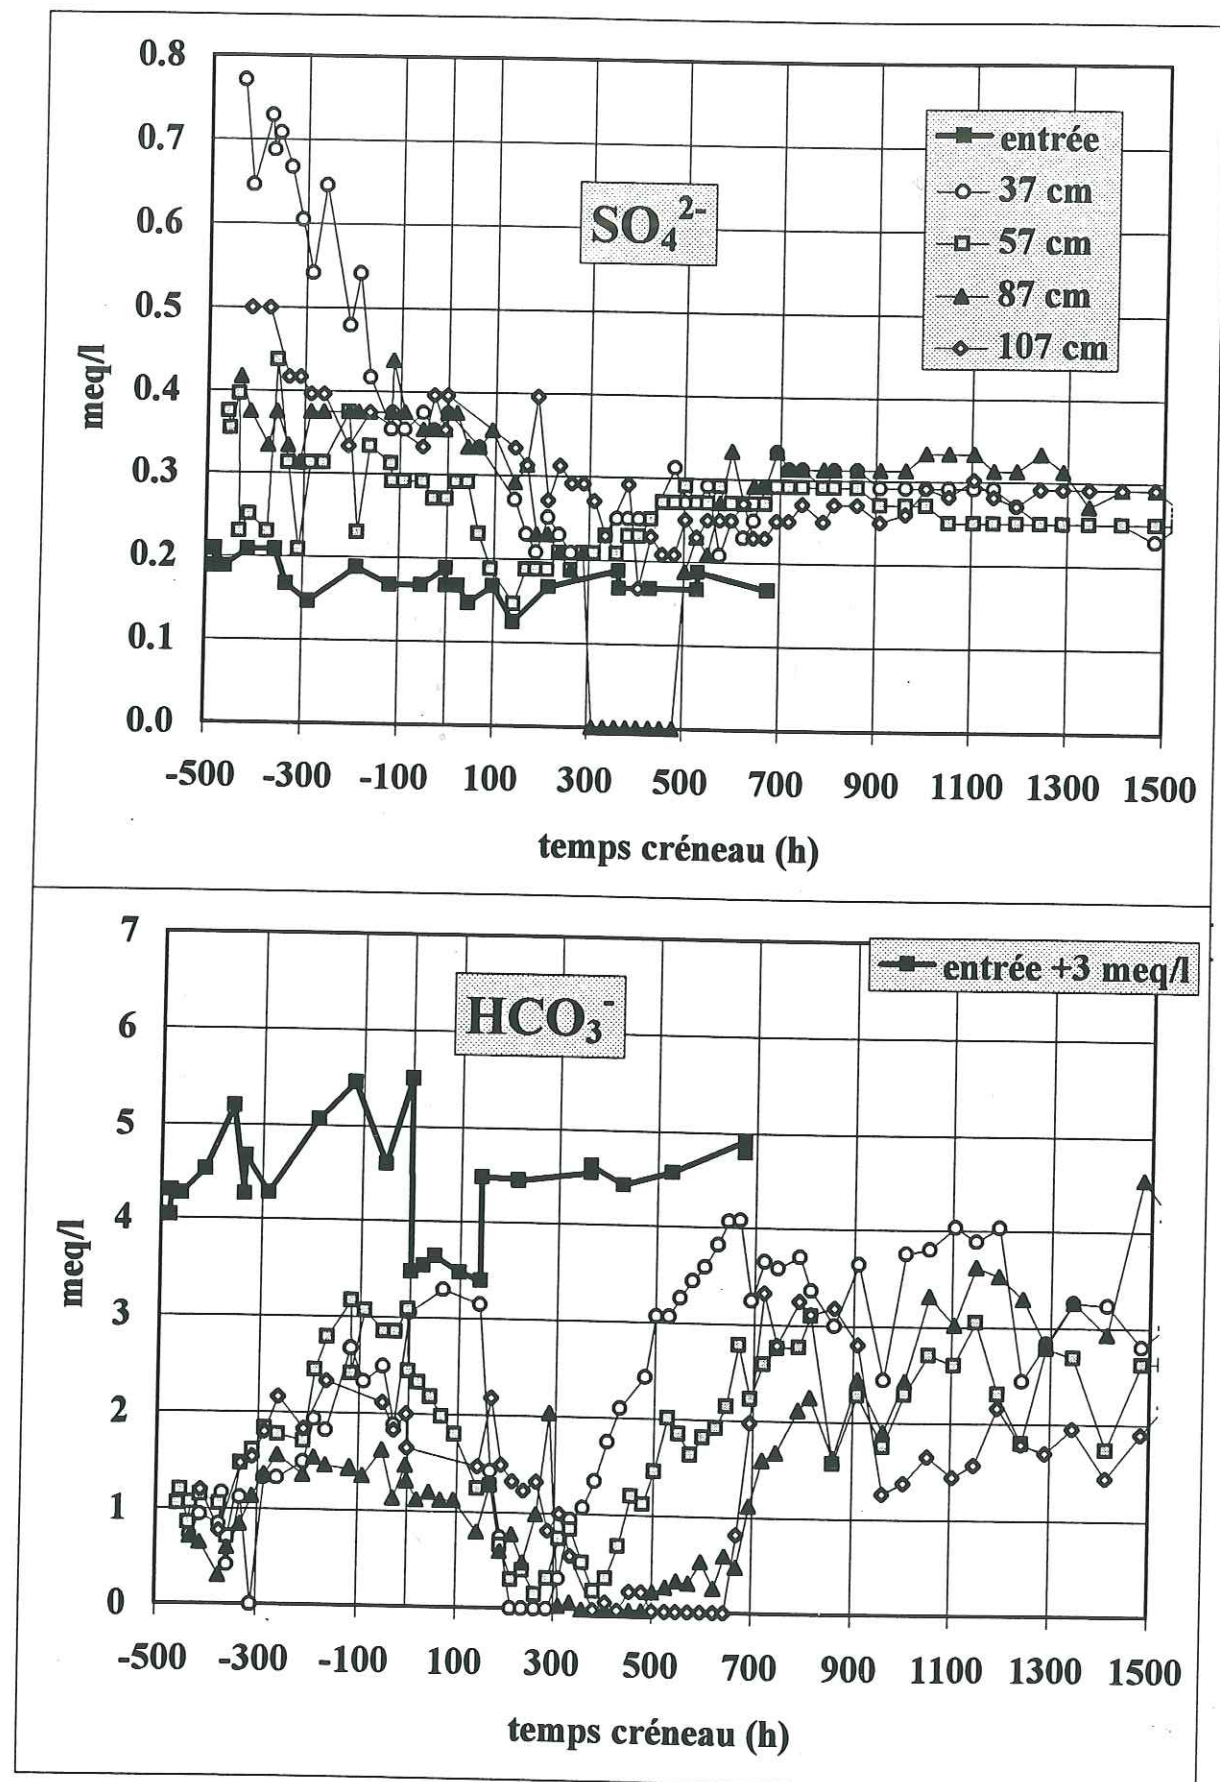 0.8
0.7
0.6
0.5
0.4
0.3
0.2
0.1
0.0
meq/l
SO₄²⁻
entrée
37 cm
57 cm
87 cm
107 cm
-500 -300 -100 100 300 500 700 900 1100 1300 1500
temps créneau (h)
7
6
5
4
3
2
1
0
meq/l
HCO₃⁻
entrée +3 meq/l
-500 -300 -100 100 300 500 700 900 1100 1300 1500
temps créneau (h)